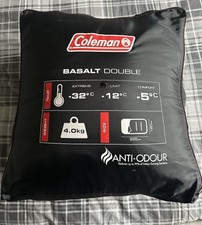 Coleman
BASALT DOUBLE
EXTREME LIMIT COMFORT
-32°C -12°C -5°C
4.0kg
ANTI-ODOUR